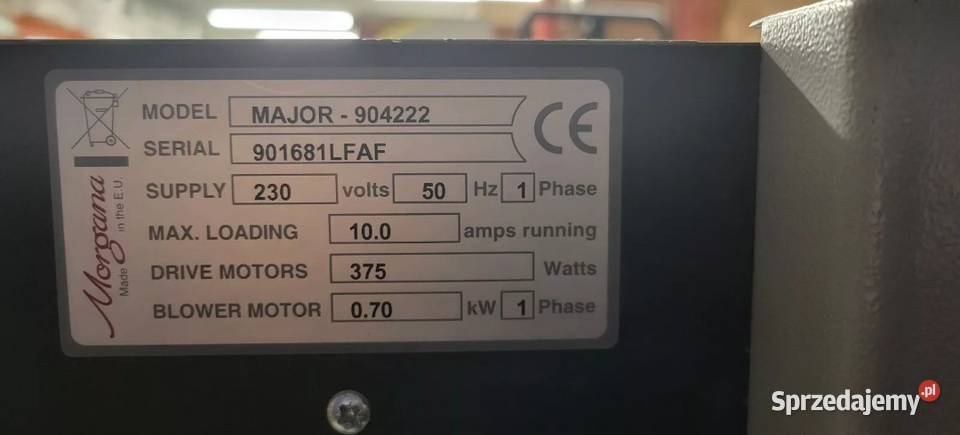 MODEL MAJOR - 904222
SERIAL 901681LFAF
SUPPLY 230 volts 50 Hz 1 Phase
MAX. LOADING 10.0 amps running
DRIVE MOTORS 375 Watts
BLOWER MOTOR 0.70 kW 1 Phase
CE
Morgana
Made in the E.U.
Sprzedajemy.pl